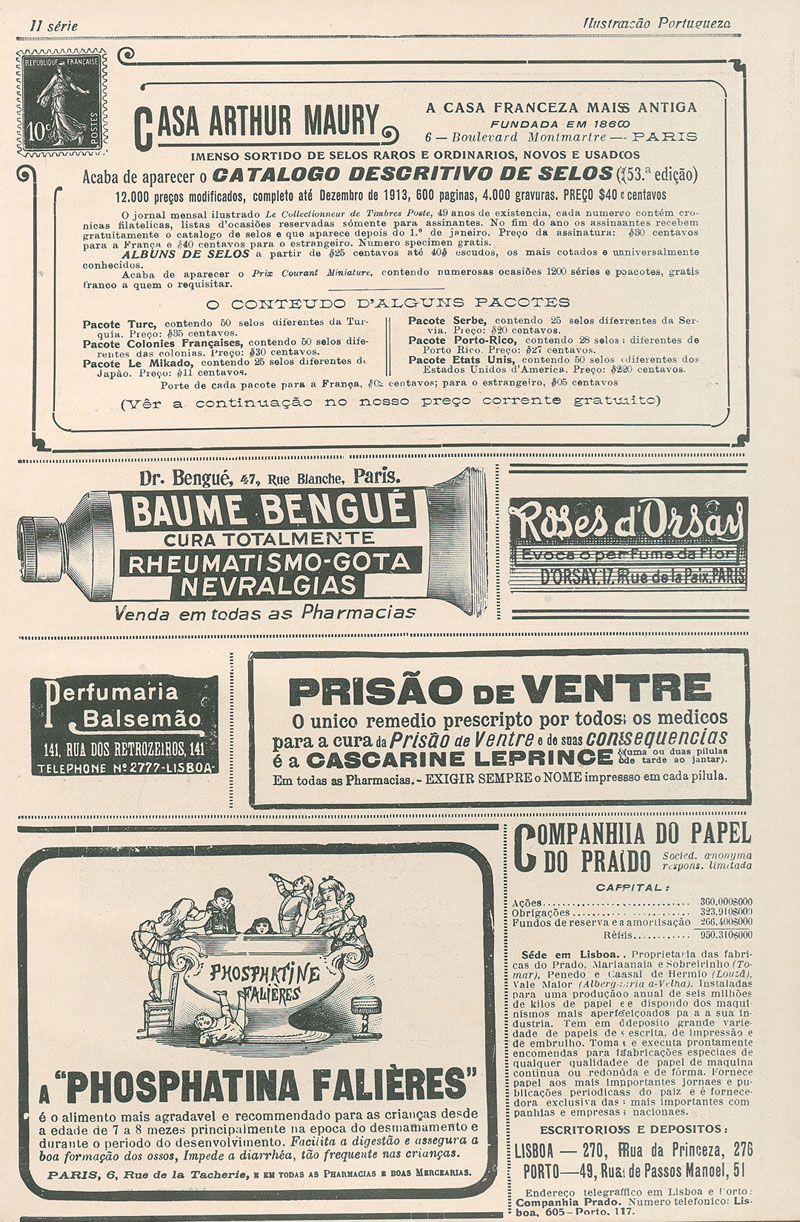 II série
Ilustração Portugueza
REPUBLIQUE FRANÇAISE
10c
POSTES
CASA ARTHUR MAURY
A CASA FRANCEZA MAIS ANTIGA
FUNDADA EM 1860
6 — Boulevard Montmartre — PARIS
IMENSO SORTIDO DE SELOS RAROS E ORDINARIOS, NOVOS E USADOS
Acaba de aparecer o CATALOGO DESCRITIVO DE SELOS (53.ª edição)
12.000 preços modificados, completo até Dezembro de 1913, 600 paginas, 4.000 gravuras. PREÇO $40 centavos
O jornal mensal ilustrado Le Collectionneur de Timbres Poste, 49 anos de existencia, cada numero contém cro-
nicas filatelicas, listas d'ocasiões reservadas sómente para assinantes. No fim do ano os assinantes recebem
gratuitamente o catalogo de selos e que aparece depois do 1.º de janeiro. Preço da assinatura: $30 centavos
para a França e $40 centavos para o estrangeiro. Numero specimen gratis.
ALBUNS DE SELOS a partir de $25 centavos até 40$ escudos, os mais cotados e universalmente
conhecidos.
Acaba de aparecer o Prix Courant Miniature, contendo numerosas ocasiões 1200 séries e pacotes, gratis
franco a quem o requisitar.
O CONTEUDO D'ALGUNS PACOTES
Pacote Turc, contendo 50 selos diferentes da Tur-
quia. Preço: $35 centavos.
Pacote Colonies Françaises, contendo 50 selos dife-
rentes das colonias. Preço: $30 centavos.
Pacote Le Mikado, contendo 25 selos diferentes d
Japão. Preço: $11 centavos.
Pacote Serbe, contendo 25 selos diferentes da Ser-
via. Preço: $20 centavos.
Pacote Porto-Rico, contendo 28 selos diferentes de
Porto Rico. Preço: $27 centavos.
Pacote Etats Unis, contendo 50 selos diferentes dos
Estados Unidos d'America. Preço: $220 centavos.
Porte de cada pacote para a França, centavos; para o estrangeiro, $05 centavos
(Vêr a continuação no nosso preço corrente gratuito)
Dr. Bengué, 47, Rue Blanche, Paris.
BAUME BENGUÉ
CURA TOTALMENTE
RHEUMATISMO-GOTA
NEVRALGIAS
Venda em todas as Pharmacias
Roses d'Orsay
Evoca o perfume da Flor
D'ORSAY, 17, Rue de la Paix, PARIS
Perfumaria
Balsemão
141, RUA DOS RETROZEIROS, 141
TELEPHONE Nº 2777-LISBOA
PRISÃO DE VENTRE
O unico remedio prescripto por todos os medicos
para a cura da Prisão de Ventre e de suas consequencias
é a CASCARINE LEPRINCE (uma ou duas pilulas
de tarde ao jantar).
Em todas as Pharmacias. - EXIGIR SEMPRE o NOME impresso em cada pilula.
PHOSPHATINE
FALIÈRES
A "PHOSPHATINA FALIÈRES"
é o alimento mais agradavel e recommendado para as crianças desde
a edade de 7 a 8 mezes principalmente na epoca do desmamamento e
durante o periodo do desenvolvimento. Facilita a digestão e assegura a
boa formação dos ossos, Impede a diarrhéa, tão frequente nas crianças.
PARIS, 6, Rue de la Tacherie, E EM TODAS AS PHARMACIAS E BOAS MERCEARIAS.
COMPANHIA DO PAPEL
DO PRADO
Socied. anonyma
respons. limitada
CAPITAL:
Ações........ 360.000$000
Obrigações........ 323.910$000
Fundos de reserva e amortisação 266.400$000
Réis........ 950.310$000
Séde em Lisboa. Proprietaria das fabri-
cas do Prado, Marianaia e Sobreirinho (To-
mar), Penedo e Casal de Hermio (Louzã),
Vale Maior (Albergaria-a-Velha). Instaladas
para uma produção anual de seis milhões
de kilos de papel e dispondo dos maqui-
nismos mais aperfeiçoados para a sua in-
dustria. Tem em deposito grande varie-
dade de papeis de escrita, de impressão e
de embrulho. Toma e executa prontamente
encomendas para fabricações especiaes de
qualquer qualidade de papel de maquina
continua ou redonda e de fórma. Fornece
papel aos mais importantes jornaes e pu-
blicações periodicas do paiz e é fornece-
dora exclusiva das mais importantes com-
panhias e empresas nacionaes.
ESCRITORIOS E DEPOSITOS:
LISBOA — 270, Rua da Princeza, 276
PORTO — 49, Rua de Passos Manoel, 51
Endereço telegrafico em Lisboa e Porto:
Companhia Prado. Numero telefonico: Lis-
boa, 605 - Porto, 117.